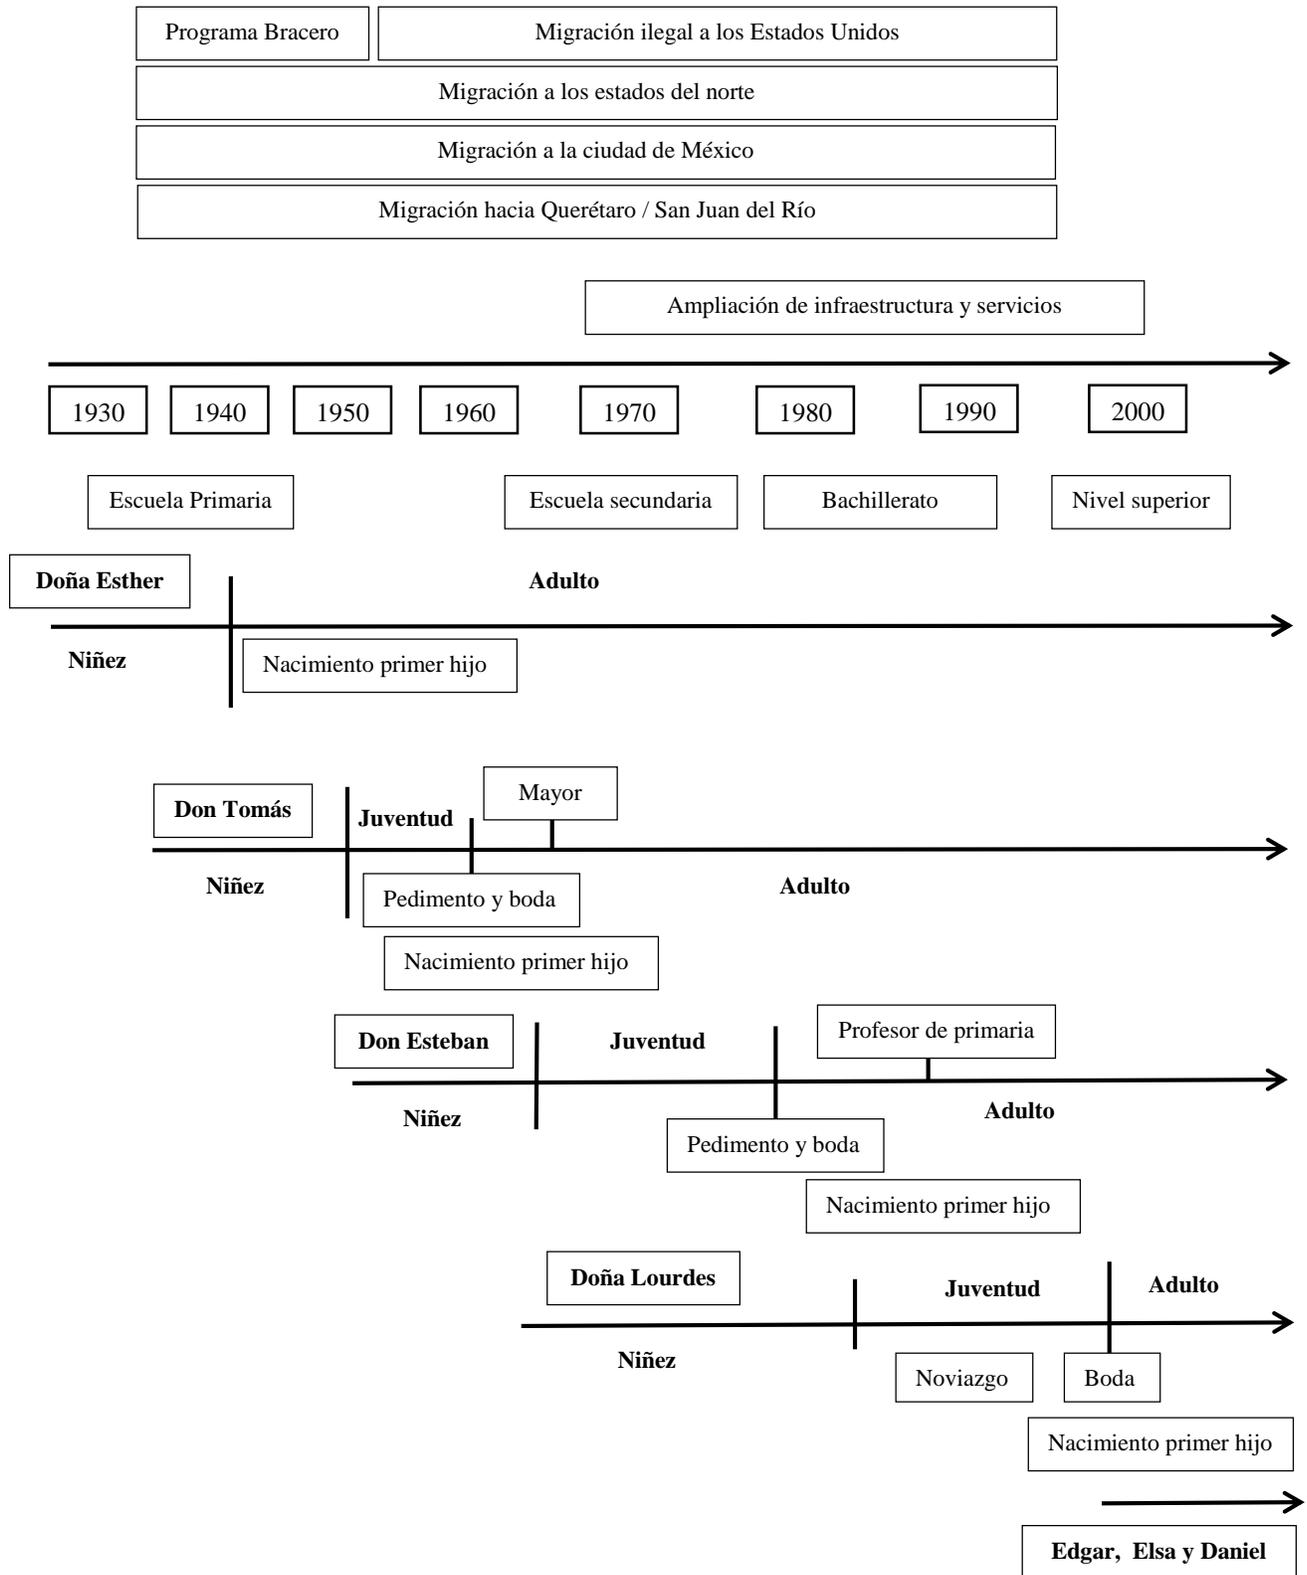 Programa Bracero
Migración ilegal a los Estados Unidos
Migración a los estados del norte
Migración a la ciudad de México
Migración hacia Querétaro / San Juan del Río
Ampliación de infraestructura y servicios
1930
1940
1950
1960
1970
1980
1990
2000
Escuela Primaria
Escuela secundaria
Bachillerato
Nivel superior
Doña Esther
Adulto
Niñez
Nacimiento primer hijo
Don Tomás
Juventud
Mayor
Niñez
Pedimento y boda
Adulto
Nacimiento primer hijo
Don Esteban
Juventud
Profesor de primaria
Niñez
Adulto
Pedimento y boda
Nacimiento primer hijo
Doña Lourdes
Juventud
Adulto
Niñez
Noviazgo
Boda
Nacimiento primer hijo
Edgar, Elsa y Daniel